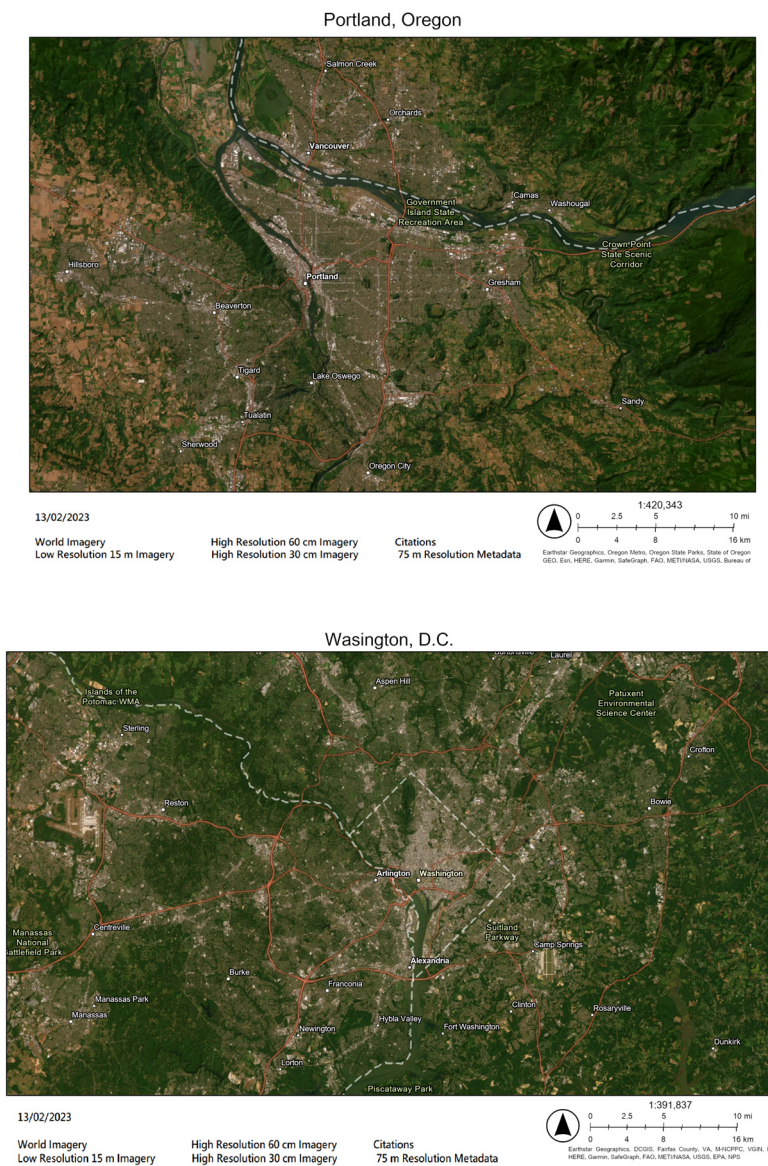 Portland, Oregon
Salmon Creek
Orchards
Vancouver
Camas
Washougal
Government
Island State
Recreation Area
Crown Point
State Scenic
Corridor
Hillsboro
Portland
Gresham
Beaverton
Tigard
Lake Oswego
Sandy
Tualatin
Sherwood
Oregon City
13/02/2023
World Imagery
Low Resolution 15 m Imagery
High Resolution 60 cm Imagery
High Resolution 30 cm Imagery
Citations
75 m Resolution Metadata
1:420,343
0 2.5 5 10 mi
0 4 8 16 km
Earthstar Geographics, Oregon Metro, Oregon State Parks, State of Oregon
GEO, Esri, HERE, Garmin, SafeGraph, FAO, METI/NASA, USGS, Bureau of
Wasington, D.C.
Laurel
Aspen Hill
Islands of the
Potomac WMA
Patuxent
Environmental
Science Center
Sterling
Crofton
Reston
Bowie
Arlington
Washington
Centreville
Manassas
National
Battlefield Park
Suitland
Parkway
Camp Springs
Alexandria
Burke
Franconia
Manassas Park
Manassas
Clinton
Rosaryville
Hybla Valley
Fort Washington
Newington
Dunkirk
Lorton
Piscataway Park
13/02/2023
World Imagery
Low Resolution 15 m Imagery
High Resolution 60 cm Imagery
High Resolution 30 cm Imagery
Citations
75 m Resolution Metadata
1:391,837
0 2.5 5 10 mi
0 4 8 16 km
Earthstar Geographics, DCGIS, Fairfax County, VA, M-NCPPC, VGIN,
HERE, Garmin, SafeGraph, FAO, METI/NASA, USGS, EPA, NPS